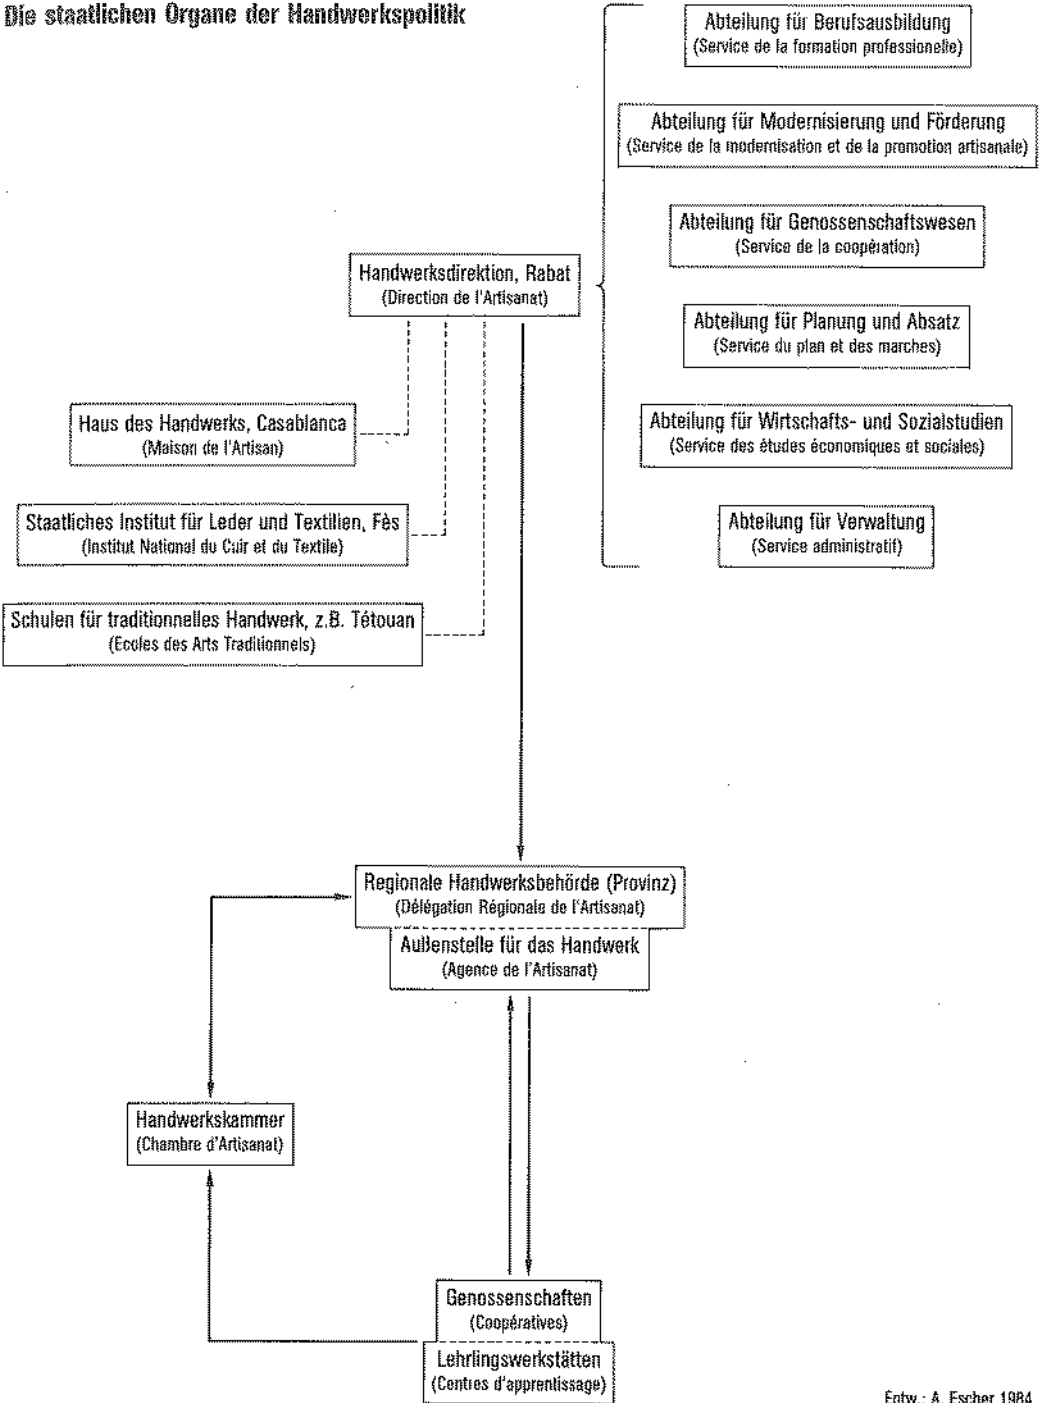 Die staatlichen Organe der Handwerkspolitik
Abteilung für Berufsausbildung
(Service de la formation professionelle)
Abteilung für Modernisierung und Förderung
(Service de la modernisation et de la promotion artisanale)
Abteilung für Genossenschaftswesen
(Service de la coopération)
Handwerksdirektion, Rabat
(Direction de l'Artisanat)
Abteilung für Planung und Absatz
(Service du plan et des marches)
Haus des Handwerks, Casablanca
(Maison de l'Artisan)
Abteilung für Wirtschafts- und Sozialstudien
(Service des études économiques et sociales)
Staatliches Institut für Leder und Textilien, Fès
(Institut National du Cuir et du Textile)
Abteilung für Verwaltung
(Service administratif)
Schulen für traditionnelles Handwerk, z.B. Tétouan
(Ecoles des Arts Traditionnels)
Regionale Handwerksbehörde (Provinz)
(Délégation Régionale de l'Artisanat)
Außenstelle für das Handwerk
(Agence de l'Artisanat)
Handwerkskammer
(Chambre d'Artisanat)
Genossenschaften
(Coopératives)
Lehrlingswerkstätten
(Centres d'apprentissage)
Entw.: A. Escher 1984